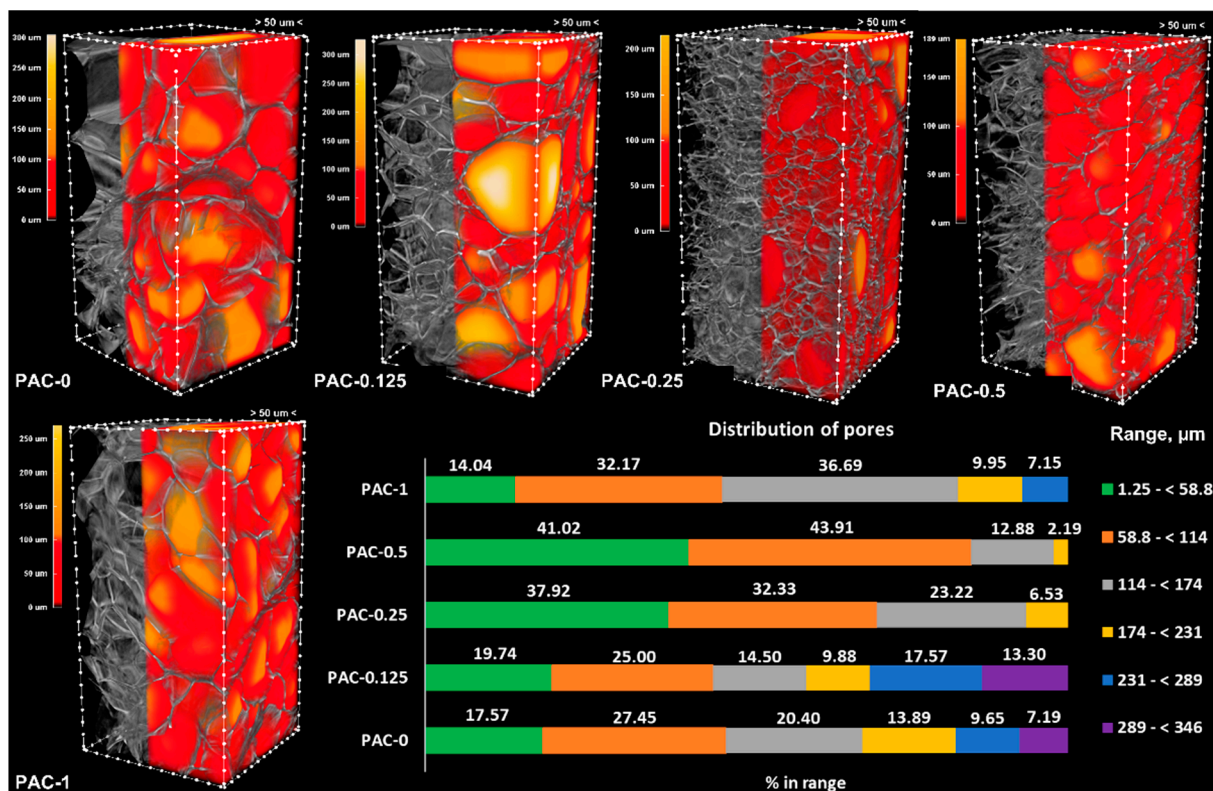 > 50 um <
300 um
250 um
200 um
150 um
100 um
50 um
0 um
PAC-0
> 50 um <
300 um
250 um
200 um
150 um
100 um
50 um
0 um
PAC-0.125
> 50 um <
200 um
150 um
100 um
50 um
0 um
PAC-0.25
> 50 um <
150 um
100 um
50 um
0 um
PAC-0.5
> 50 um <
250 um
200 um
150 um
100 um
50 um
0 um
PAC-1
Distribution of pores
PAC-1
14.04 32.17 36.69 9.95 7.15
PAC-0.5
41.02 43.91 12.88 2.19
PAC-0.25
37.92 32.33 23.22 6.53
PAC-0.125
19.74 25.00 14.50 9.88 17.57 13.30
PAC-0
17.57 27.45 20.40 13.89 9.65 7.19
% in range
Range, µm
1.25 - < 58.8
58.8 - < 114
114 - < 174
174 - < 231
231 - < 289
289 - < 346